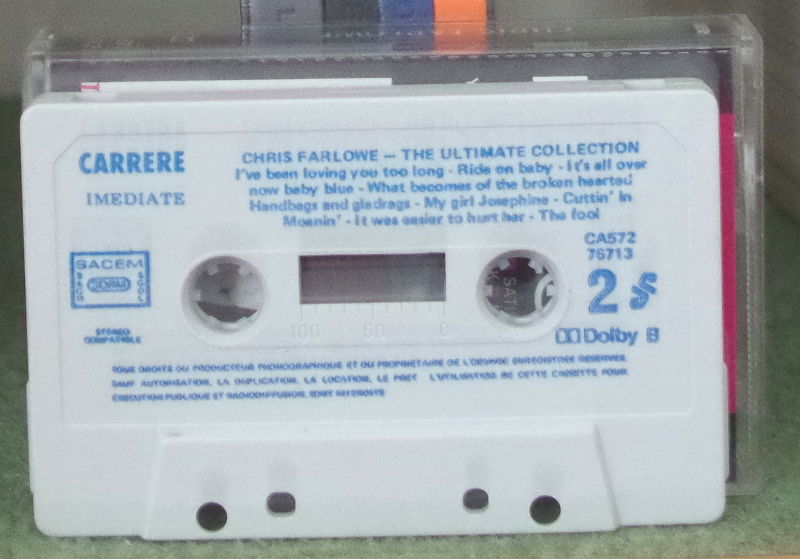 CARRERE
IMEDIATE
CHRIS FARLOWE – THE ULTIMATE COLLECTION
I've been loving you too long - Ride on baby - It's all over
now baby blue - What becomes of the broken hearted
Handbags and gladrags - My girl Josephine - Cuttin' In
Moanin' - It was easier to hurt her - The fool
CA572
76713
SACEM
SDRM
SACD
SGDL
2
STEREO
COMPATIBLE
100 50 0
Dolby B
TOUS DROITS DU PRODUCTEUR PHONOGRAPHIQUE ET DU PROPRIETAIRE DE L'OEUVRE ENREGISTREE RESERVES.
SAUF AUTORISATION, LA DUPLICATION, LA LOCATION, LE PRET L'UTILISATION DE CETTE CASSETTE POUR
EXECUTION PUBLIQUE ET RADIODIFFUSION, SONT INTERDITS